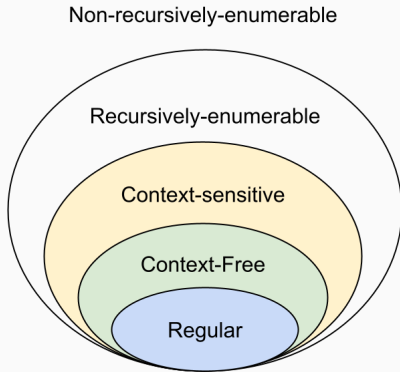 Non-recursively-enumerable
Recursively-enumerable
Context-sensitive
Context-Free
Regular